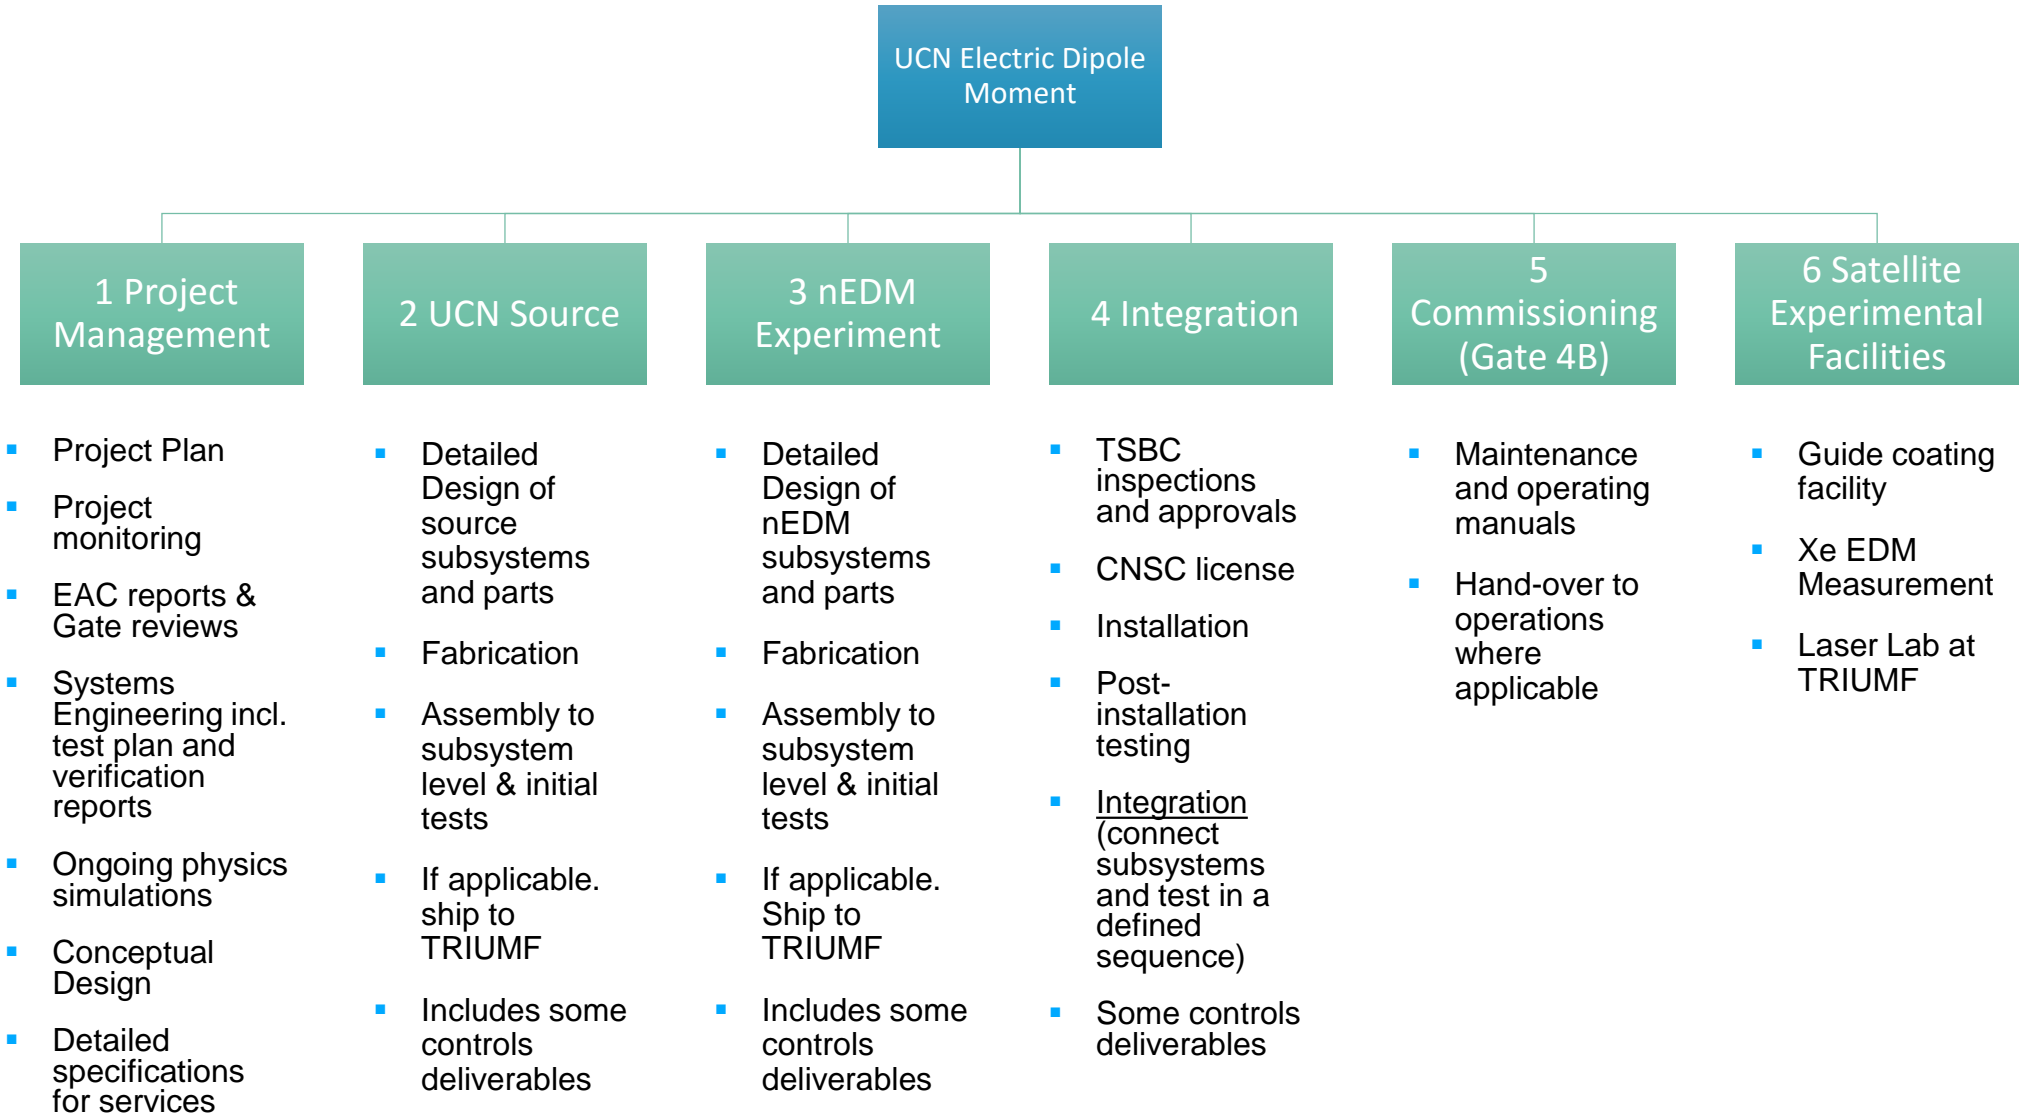 UCN Electric Dipole
Moment
1 Project
Management
2 UCN Source
3 nEDM
Experiment
4 Integration
5
Commissioning
(Gate 4B)
6 Satellite
Experimental
Facilities
Project Plan
Project
monitoring
EAC reports &
Gate reviews
Systems
Engineering incl.
test plan and
verification
reports
Ongoing physics
simulations
Conceptual
Design
Detailed
specifications
for services
Detailed
Design of
source
subsystems
and parts
Fabrication
Assembly to
subsystem
level & initial
tests
If applicable.
ship to
TRIUMF
Includes some
controls
deliverables
Detailed
Design of
nEDM
subsystems
and parts
Fabrication
Assembly to
subsystem
level & initial
tests
If applicable.
Ship to
TRIUMF
Includes some
controls
deliverables
TSBC
inspections
and approvals
CNSC license
Installation
Post-
installation
testing
Integration
(connect
subsystems
and test in a
defined
sequence)
Some controls
deliverables
Maintenance
and operating
manuals
Hand-over to
operations
where
applicable
Guide coating
facility
Xe EDM
Measurement
Laser Lab at
TRIUMF